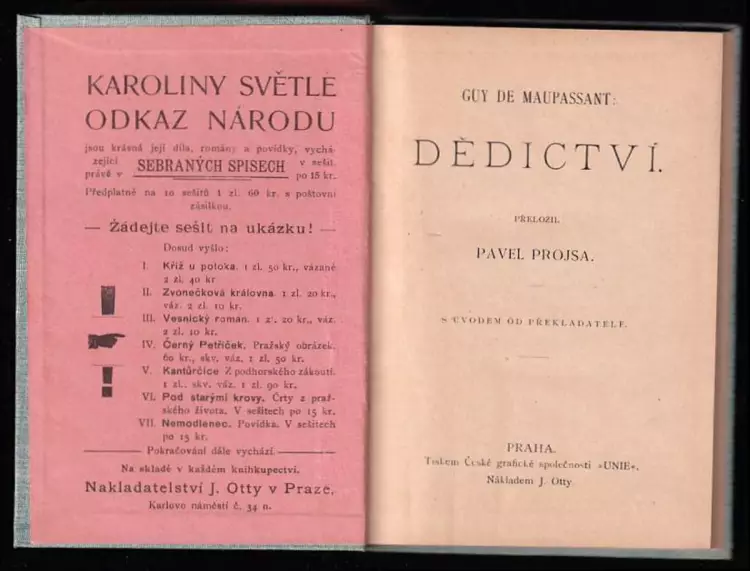 KAROLINY SVĚTLÉ
ODKAZ NÁRODU
jsou krásná její díla, romány a povídky, vychá-
zející
právě v
SEBRANÝCH SPISECH
v sešit.
po 15 kr.
Předplatné na 10 sešitů 1 zl. 60 kr. s poštovní
zásilkou.
— Žádejte sešit na ukázku! —
Dosud vyšlo:
I. Kříž u potoka. 1 zl. 50 kr., vázané
2 zl. 40 kr
II. Zvonečková královna. 1 zl. 20 kr.,
váz. 2 zl. 10 kr.
III. Vesnický román. 1 zl. 20 kr., váz.
2 zl. 10 kr.
IV. Černý Petříček. Pražský obrázek.
60 kr., skv. váz. 1 zl. 50 kr.
V. Kantůrčice Z podhorského zákoutí.
1 zl., skv. váz. 1 zl. 90 kr.
VI. Pod starými krovy. Črty z praž-
ského života. V sešitech po 15 kr.
VII. Nemodlenec. Povídka. V sešitech
po 15 kr.
— Pokračování dále vychází. —
Na skladě v každém knihkupectví.
Nakladatelství J. Otty v Praze,
Karlovo náměstí č. 34 n.
GUY DE MAUPASSANT:
DĚDICTVÍ.
PŘELOŽIL
PAVEL PROJSA.
S ÚVODEM OD PŘEKLADATELE.
PRAHA.
Tiskem České grafické společnosti »UNIE«.
Nákladem J. Otty